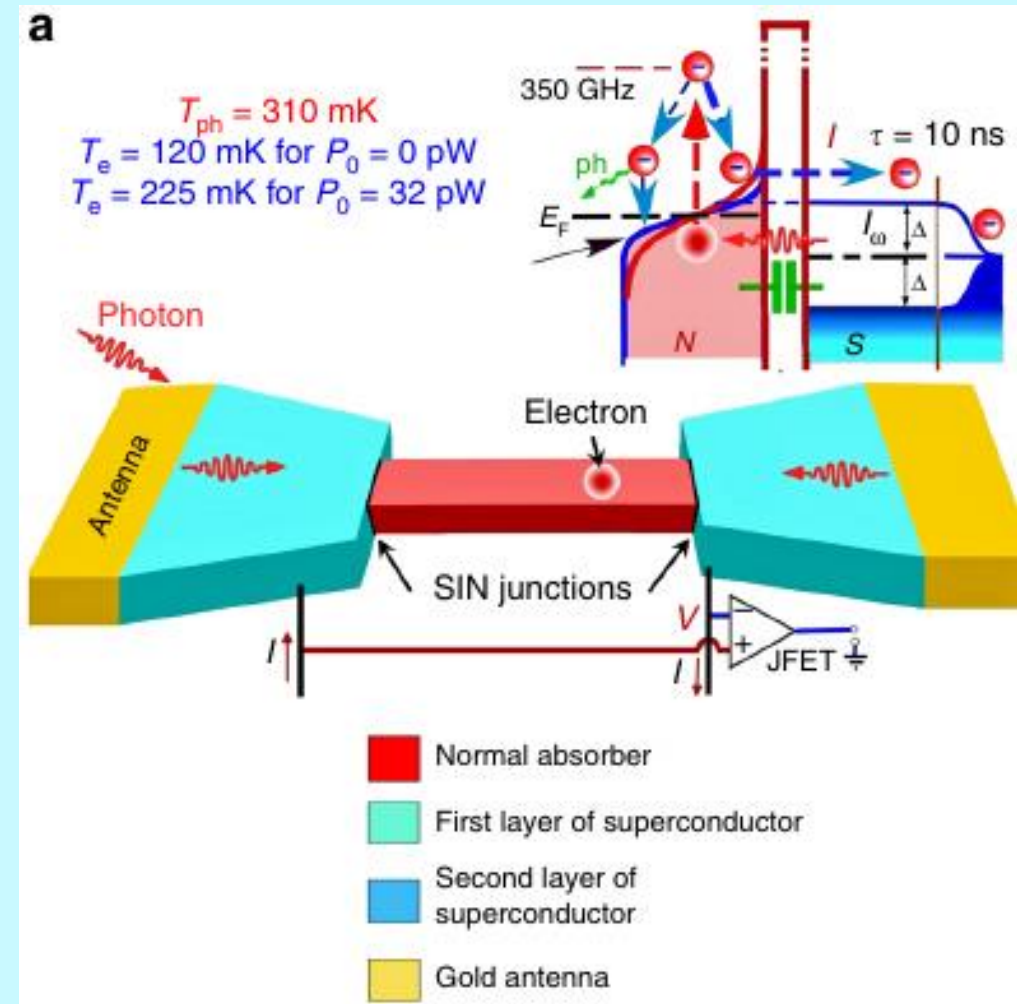 a
T_ph = 310 mK
T_e = 120 mK for P_0 = 0 pW
T_e = 225 mK for P_0 = 32 pW
350 GHz
ph
E_F
I
τ = 10 ns
I_ω
Δ
Δ
N
S
Photon
Antenna
Electron
SIN junctions
I
V
I
−
+
JFET
Normal absorber
First layer of superconductor
Second layer of
superconductor
Gold antenna